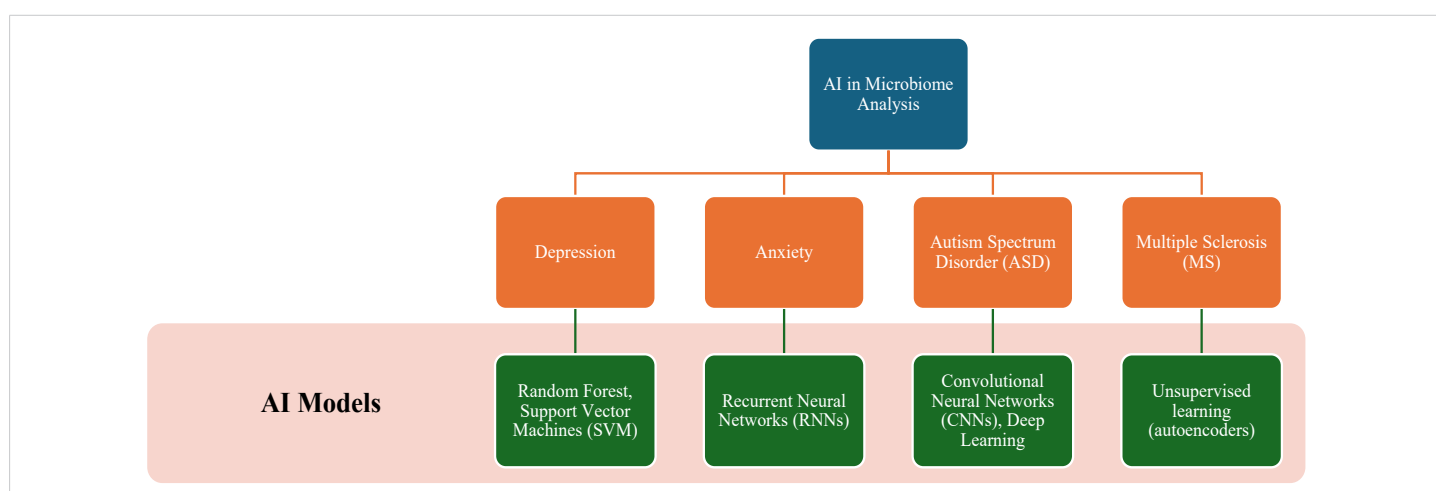 AI in Microbiome
Analysis
Depression
Anxiety
Autism Spectrum
Disorder (ASD)
Multiple Sclerosis
(MS)
AI Models
Random Forest,
Support Vector
Machines (SVM)
Recurrent Neural
Networks (RNNs)
Convolutional
Neural Networks
(CNNs), Deep
Learning
Unsupervised
learning
(autoencoders)